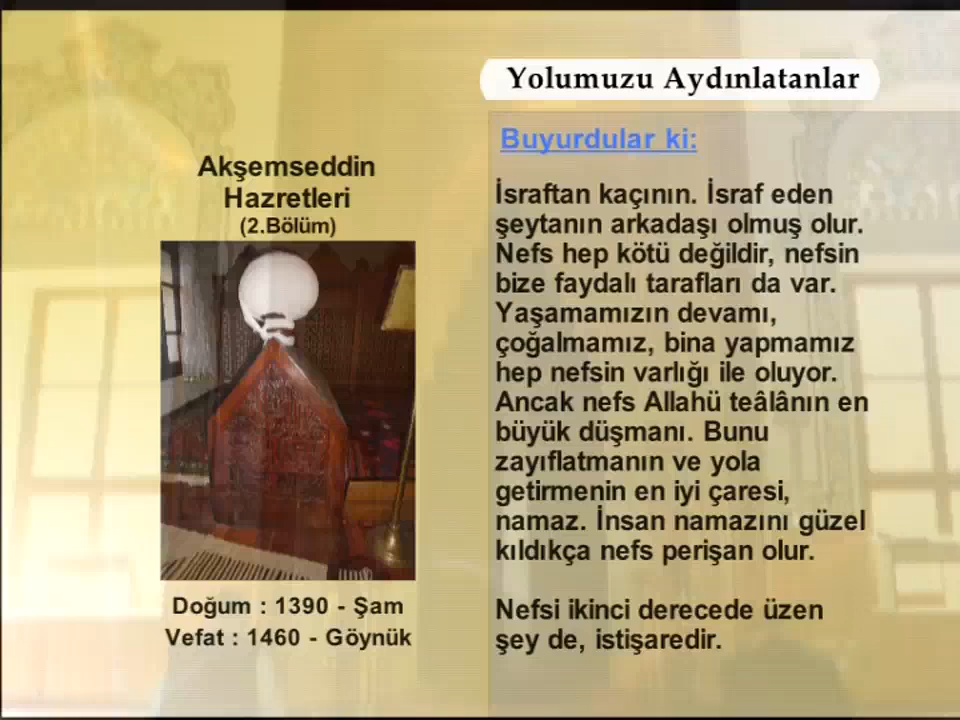 Yolumuzu Aydınlatanlar
Akşemseddin
Hazretleri
(2.Bölüm)
Doğum : 1390 - Şam
Vefat : 1460 - Göynük
Buyurdular ki:
İsraftan kaçının. İsraf eden
şeytanın arkadaşı olmuş olur.
Nefs hep kötü değildir, nefsin
bize faydalı tarafları da var.
Yaşamamızın devamı,
çoğalmamız, bina yapmamız
hep nefsin varlığı ile oluyor.
Ancak nefs Allahü teâlânın en
büyük düşmanı. Bunu
zayıflatmanın ve yola
getirmenin en iyi çaresi,
namaz. İnsan namazını güzel
kıldıkça nefs perişan olur.
Nefsi ikinci derecede üzen
şey de, istişaredir.